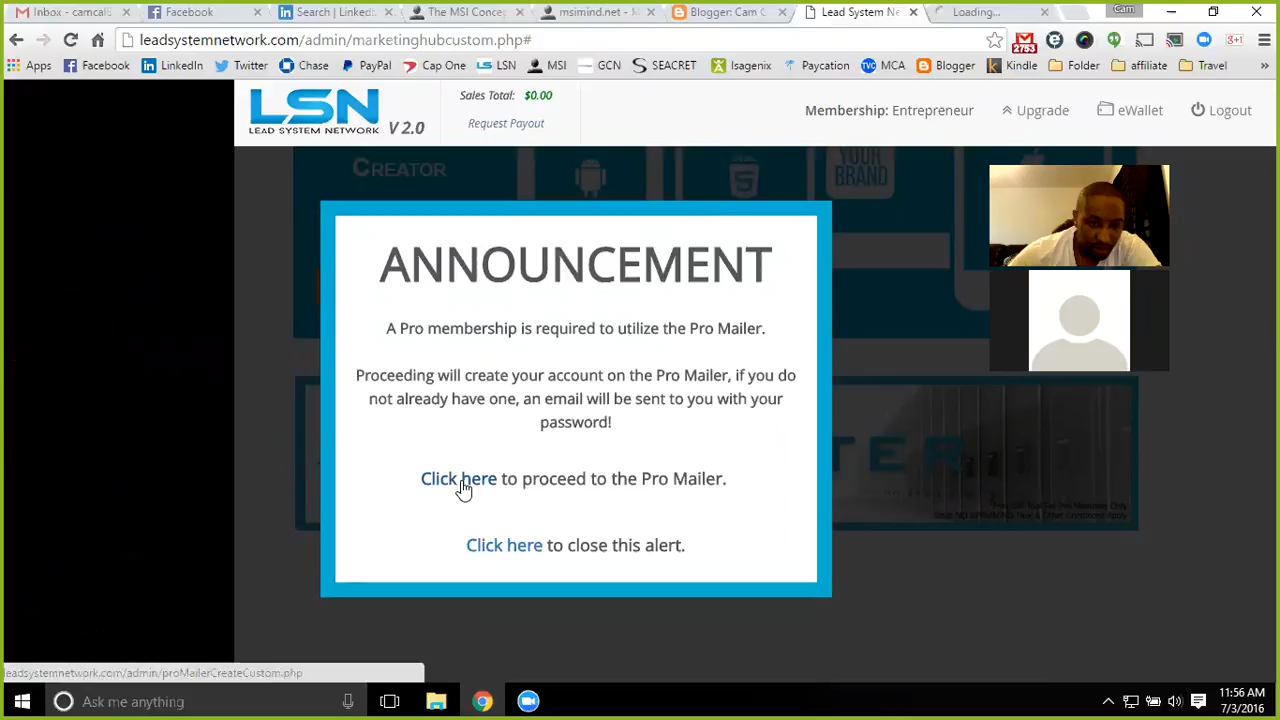 Inbox - camcal
Facebook
Search | LinkedI
The MSI Concep
msimind.net - M
Blogger: Cam C
Lead System Ne
Loading...
Cam
leadsystemnetwork.com/admin/marketinghubcustom.php#
2753
Apps
Facebook
LinkedIn
Twitter
Chase
PayPal
Cap One
LSN
MSI
GCN
SEACRET
Isagenix
Paycation
MCA
Blogger
Kindle
Folder
affiliate
Travel
LSN
LEAD SYSTEM NETWORK
V 2.0
Sales Total: $0.00
Request Payout
Membership: Entrepreneur
Upgrade
eWallet
Logout
CREATOR
YOUR
BRAND
ANNOUNCEMENT
A Pro membership is required to utilize the Pro Mailer.
Proceeding will create your account on the Pro Mailer, if you do
not already have one, an email will be sent to you with your
password!
Click here to proceed to the Pro Mailer.
Click here to close this alert.
TER
leadsystemnetwork.com/admin/proMailerCreateCustom.php
Ask me anything
11:56 AM
7/3/2016